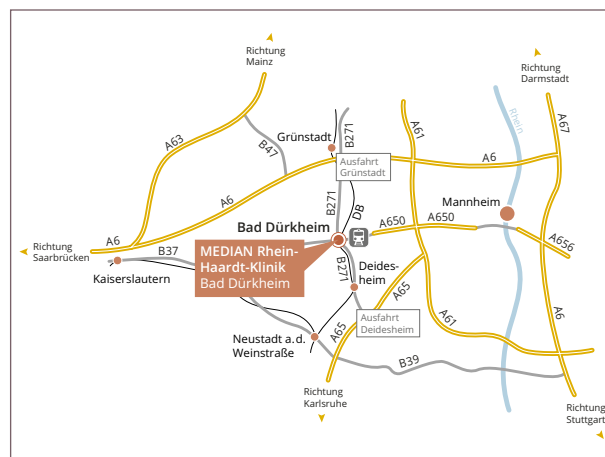 Richtung
Mainz
Richtung
Darmstadt
A63
B47
Grünstadt
B271
A61
Rhein
A67
Ausfahrt
Grünstadt
A6
A6
B271
DB
Mannheim
Bad Dürkheim
A650
A650
A656
Richtung
Saarbrücken
A6
B37
Kaiserslautern
MEDIAN Rhein-
Haardt-Klinik
Bad Dürkheim
B271
Deides-
heim
A65
A6
Ausfahrt
Deidesheim
A61
Neustadt a.d.
Weinstraße
A65
B39
Richtung
Karlsruhe
Richtung
Stuttgart